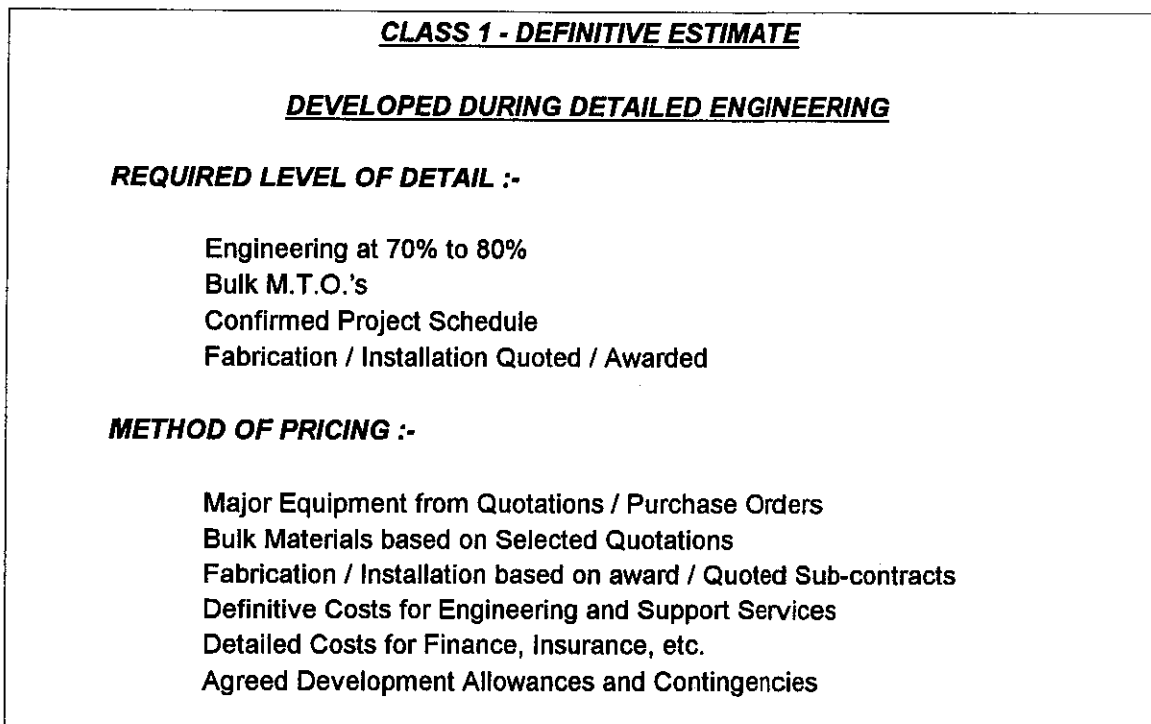 CLASS 1 - DEFINITIVE ESTIMATE
DEVELOPED DURING DETAILED ENGINEERING
REQUIRED LEVEL OF DETAIL :-
Engineering at 70% to 80%
Bulk M.T.O.'s
Confirmed Project Schedule
Fabrication / Installation Quoted / Awarded
METHOD OF PRICING :-
Major Equipment from Quotations / Purchase Orders
Bulk Materials based on Selected Quotations
Fabrication / Installation based on award / Quoted Sub-contracts
Definitive Costs for Engineering and Support Services
Detailed Costs for Finance, Insurance, etc.
Agreed Development Allowances and Contingencies